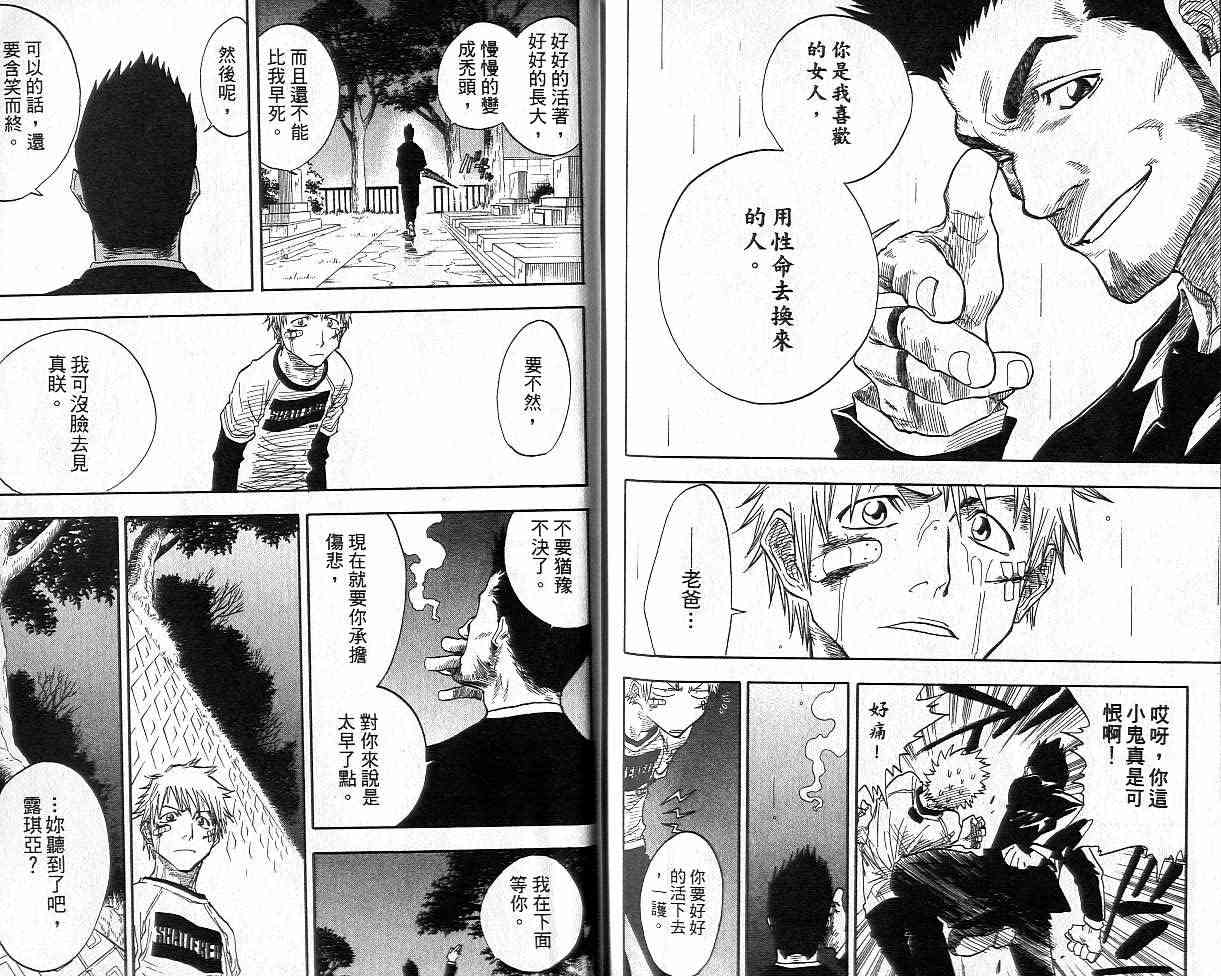 你是我喜歡
的女人，
用性命去換來
的人。
老爸…
哎呀，你這
小鬼真是可
恨啊！
好痛！
你要好好
的活下去
，一護。
好好的活著，
好好的長大，
慢慢的變
成禿頭，
而且還不能
比我早死。
然後呢，
可以的話，還
要含笑而終。
要不然，
我可沒臉去見
真咲。
SHATTERER
不要猶豫
不決了。
現在就要你承擔
傷悲，
對你來說是
太早了點。
我在下面
等你。
…妳聽到了吧，
露琪亞？